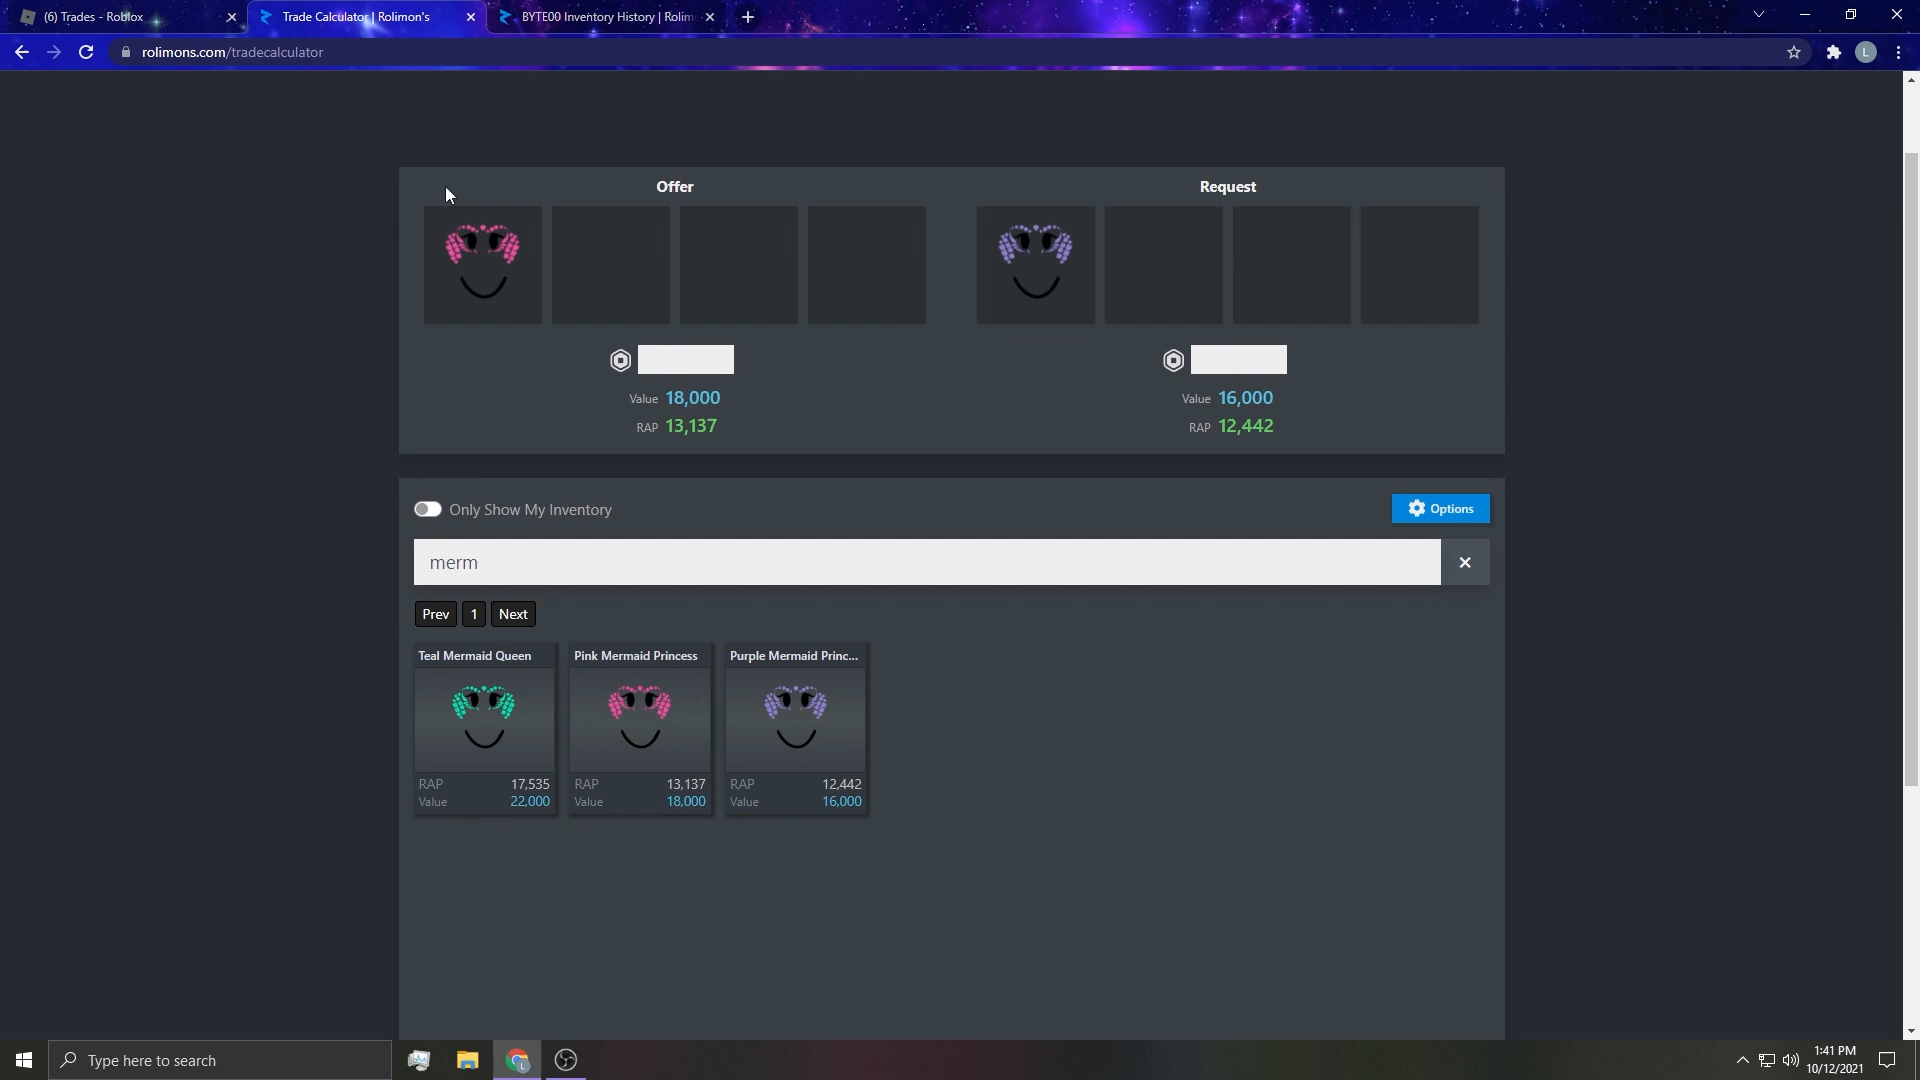 (6) Trades - Roblox
Trade Calculator | Rolimon's
BYTE00 Inventory History | Rolim
rolimons.com/tradecalculator
L
Offer
Request
Value 18,000
RAP 13,137
Value 16,000
RAP 12,442
Only Show My Inventory
Options
merm
Prev 1 Next
Teal Mermaid Queen
Pink Mermaid Princess
Purple Mermaid Princ...
RAP 17,535
Value 22,000
RAP 13,137
Value 18,000
RAP 12,442
Value 16,000
Type here to search
L
1:41 PM
10/12/2021